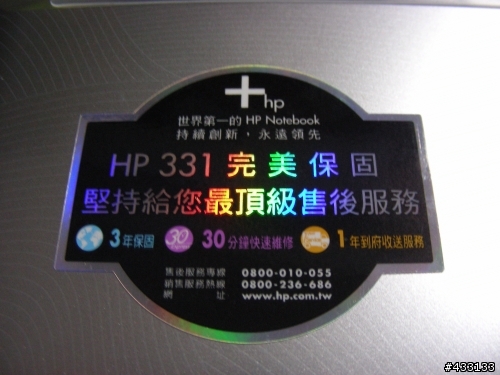 hp
世界第一的 HP Notebook
持續創新，永遠領先
HP 331 完美保固
堅持給您最頂級售後服務
3年保固 30 30分鐘快速維修 1年到府收送服務
售後服務專線 0800-010-055
銷售服務熱線 0800-236-686
網址 www.hp.com.tw
#433133